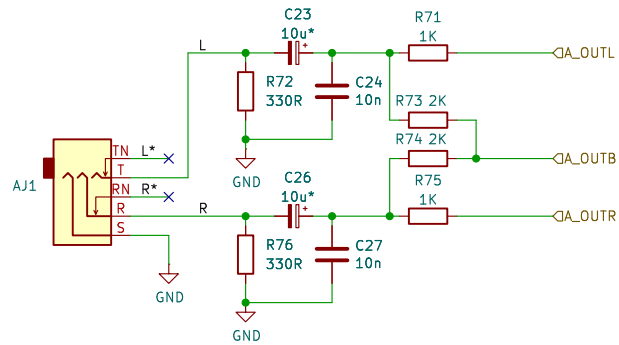 C23
10u*
+
R71
1K
L
A_OUTL
R72
330R
C24
10n
R73 2K
R74 2K
A_OUTB
TN
L*
T
AJ1
RN
R*
R
S
GND
C26
10u*
+
R75
1K
R
A_OUTR
R76
330R
C27
10n
GND
GND